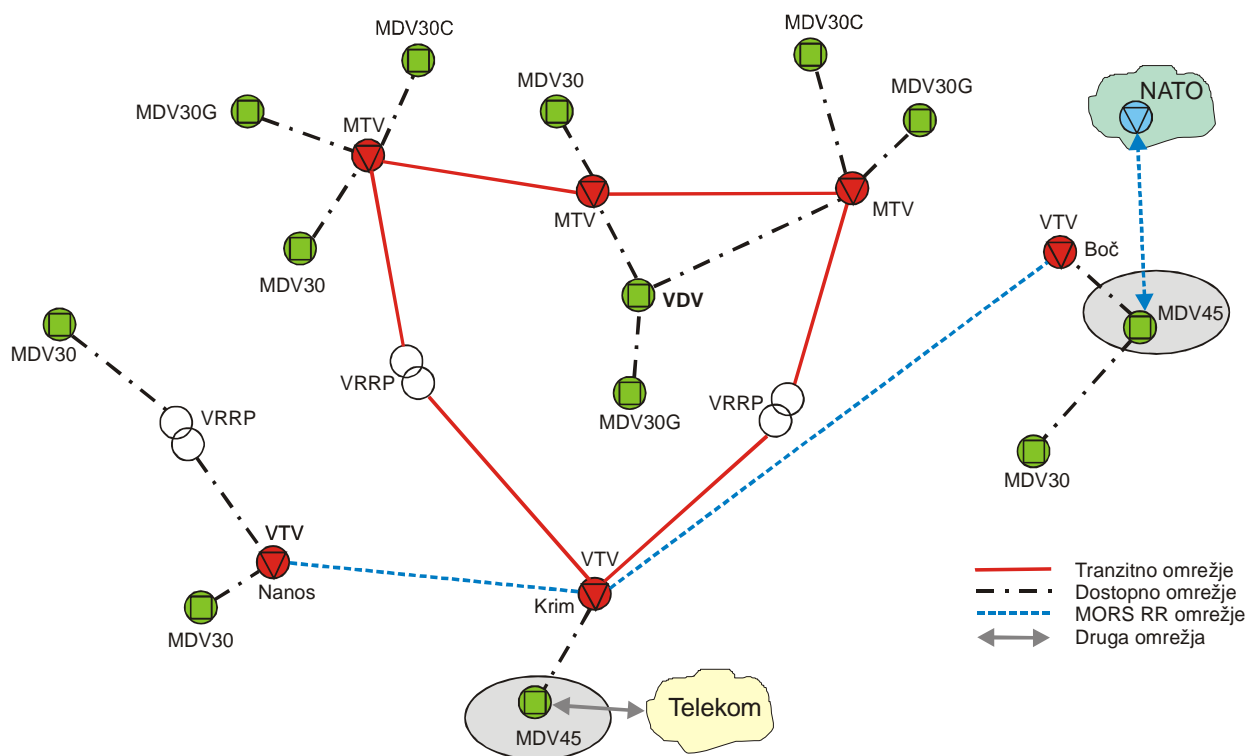 MDV30C
MDV30C
MDV30
MDV30G
NATO
MDV30G
MTV
MTV
MTV
VTV
Boč
MDV30
VDV
MDV45
MDV30
VRRP
VRRP
MDV30G
VRRP
MDV30
VTV
VTV
Nanos
Krim
MDV30
Tranzitno omrežje
Dostopno omrežje
MORS RR omrežje
Druga omrežja
Telekom
MDV45